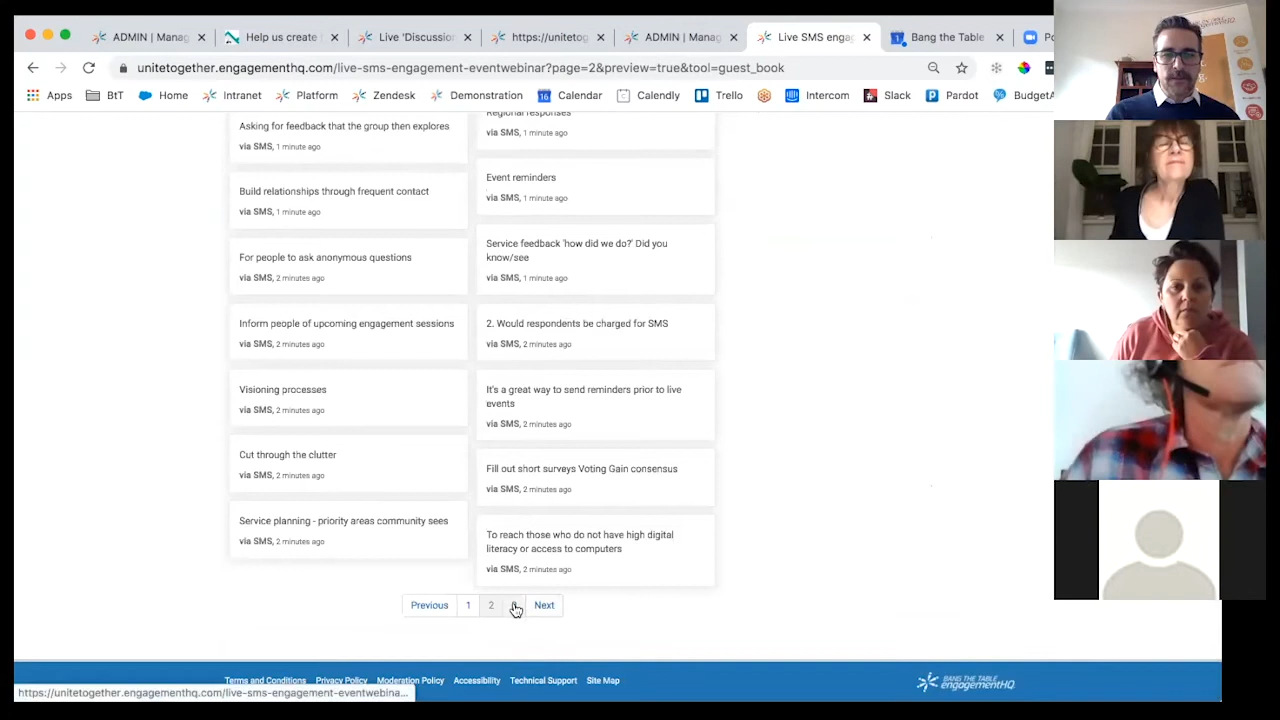 ADMIN | Manag
Help us create
Live 'Discussion
https://unitetog
ADMIN | Manag
Live SMS engag
Bang the Table
unitetogether.engagementhq.com/live-sms-engagement-eventwebinar?page=2&preview=true&tool=guest_book
Apps
BtT
Home
Intranet
Platform
Zendesk
Demonstration
Calendar
Calendly
Trello
Intercom
Slack
Pardot
BudgetA
Asking for feedback that the group then explores
via SMS, 1 minute ago
Build relationships through frequent contact
via SMS, 1 minute ago
For people to ask anonymous questions
via SMS, 2 minutes ago
Inform people of upcoming engagement sessions
via SMS, 2 minutes ago
Visioning processes
via SMS, 2 minutes ago
Cut through the clutter
via SMS, 2 minutes ago
Service planning - priority areas community sees
via SMS, 2 minutes ago
Regional responses
via SMS, 1 minute ago
Event reminders
via SMS, 1 minute ago
Service feedback 'how did we do?' Did you
know/see
via SMS, 1 minute ago
2. Would respondents be charged for SMS
via SMS, 2 minutes ago
It's a great way to send reminders prior to live
events
via SMS, 2 minutes ago
Fill out short surveys Voting Gain consensus
via SMS, 2 minutes ago
To reach those who do not have high digital
literacy or access to computers
via SMS, 2 minutes ago
Previous 1 2 Next
Terms and Conditions Privacy Policy Moderation Policy Accessibility Technical Support Site Map
BANG THE TABLE
engagementHQ
https://unitetogether.engagementhq.com/live-sms-engagement-eventwebina...